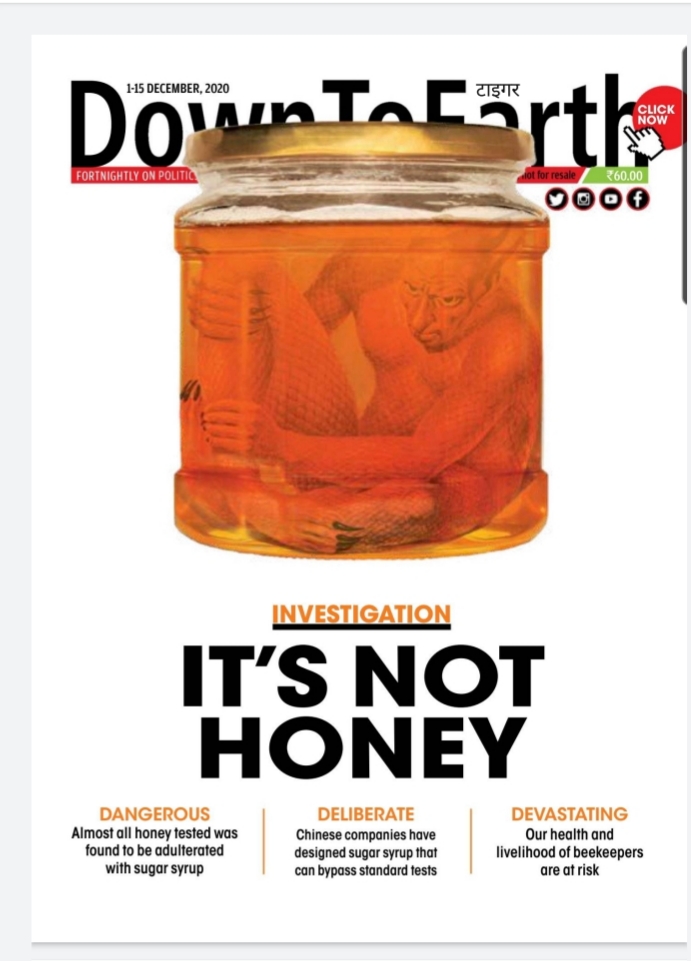 1-15 DECEMBER, 2020
टाइगर
DownToEarth
CLICK
NOW
FORTNIGHTLY ON POLITIC
not for resale
₹60.00
INVESTIGATION
IT'S NOT
HONEY
DANGEROUS
Almost all honey tested was
found to be adulterated
with sugar syrup
DELIBERATE
Chinese companies have
designed sugar syrup that
can bypass standard tests
DEVASTATING
Our health and
livelihood of beekeepers
are at risk